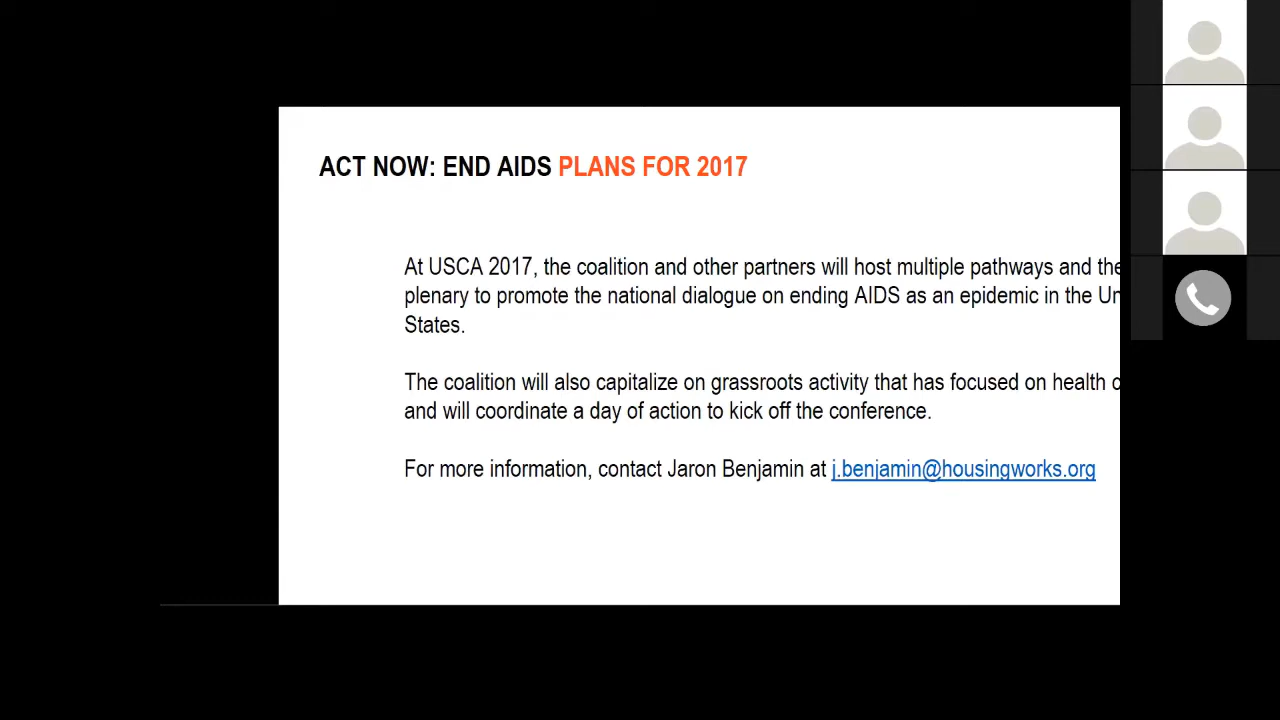 ACT NOW: END AIDS PLANS FOR 2017
At USCA 2017, the coalition and other partners will host multiple pathways and the
plenary to promote the national dialogue on ending AIDS as an epidemic in the
States.
The coalition will also capitalize on grassroots activity that has focused on health
and will coordinate a day of action to kick off the conference.
For more information, contact Jaron Benjamin at j.benjamin@housingworks.org